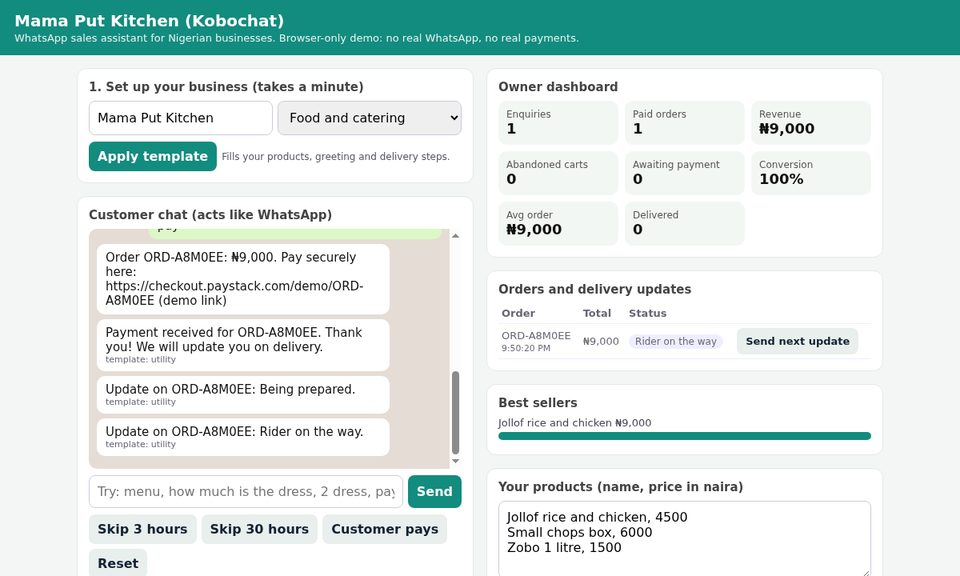 Mama Put Kitchen (Kobochat)
WhatsApp sales assistant for Nigerian businesses. Browser-only demo: no real WhatsApp, no real payments.
1. Set up your business (takes a minute)
Mama Put Kitchen
Food and catering
Apply template
Fills your products, greeting and delivery steps.
Customer chat (acts like WhatsApp)
pay
Order ORD-A8M0EE: ₦9,000. Pay securely
here:
https://checkout.paystack.com/demo/ORD-
A8M0EE (demo link)
Payment received for ORD-A8M0EE. Thank
you! We will update you on delivery.
template: utility
Update on ORD-A8M0EE: Being prepared.
template: utility
Update on ORD-A8M0EE: Rider on the way.
template: utility
Try: menu, how much is the dress, 2 dress, pay
Send
Skip 3 hours
Skip 30 hours
Customer pays
Reset
Owner dashboard
Enquiries
1
Paid orders
1
Revenue
₦9,000
Abandoned carts
0
Awaiting payment
0
Conversion
100%
Avg order
₦9,000
Delivered
0
Orders and delivery updates
Order Total Status
ORD-A8M0EE ₦9,000 Rider on the way Send next update
9:50:20 PM
Best sellers
Jollof rice and chicken ₦9,000
Your products (name, price in naira)
Jollof rice and chicken, 4500
Small chops box, 6000
Zobo 1 litre, 1500